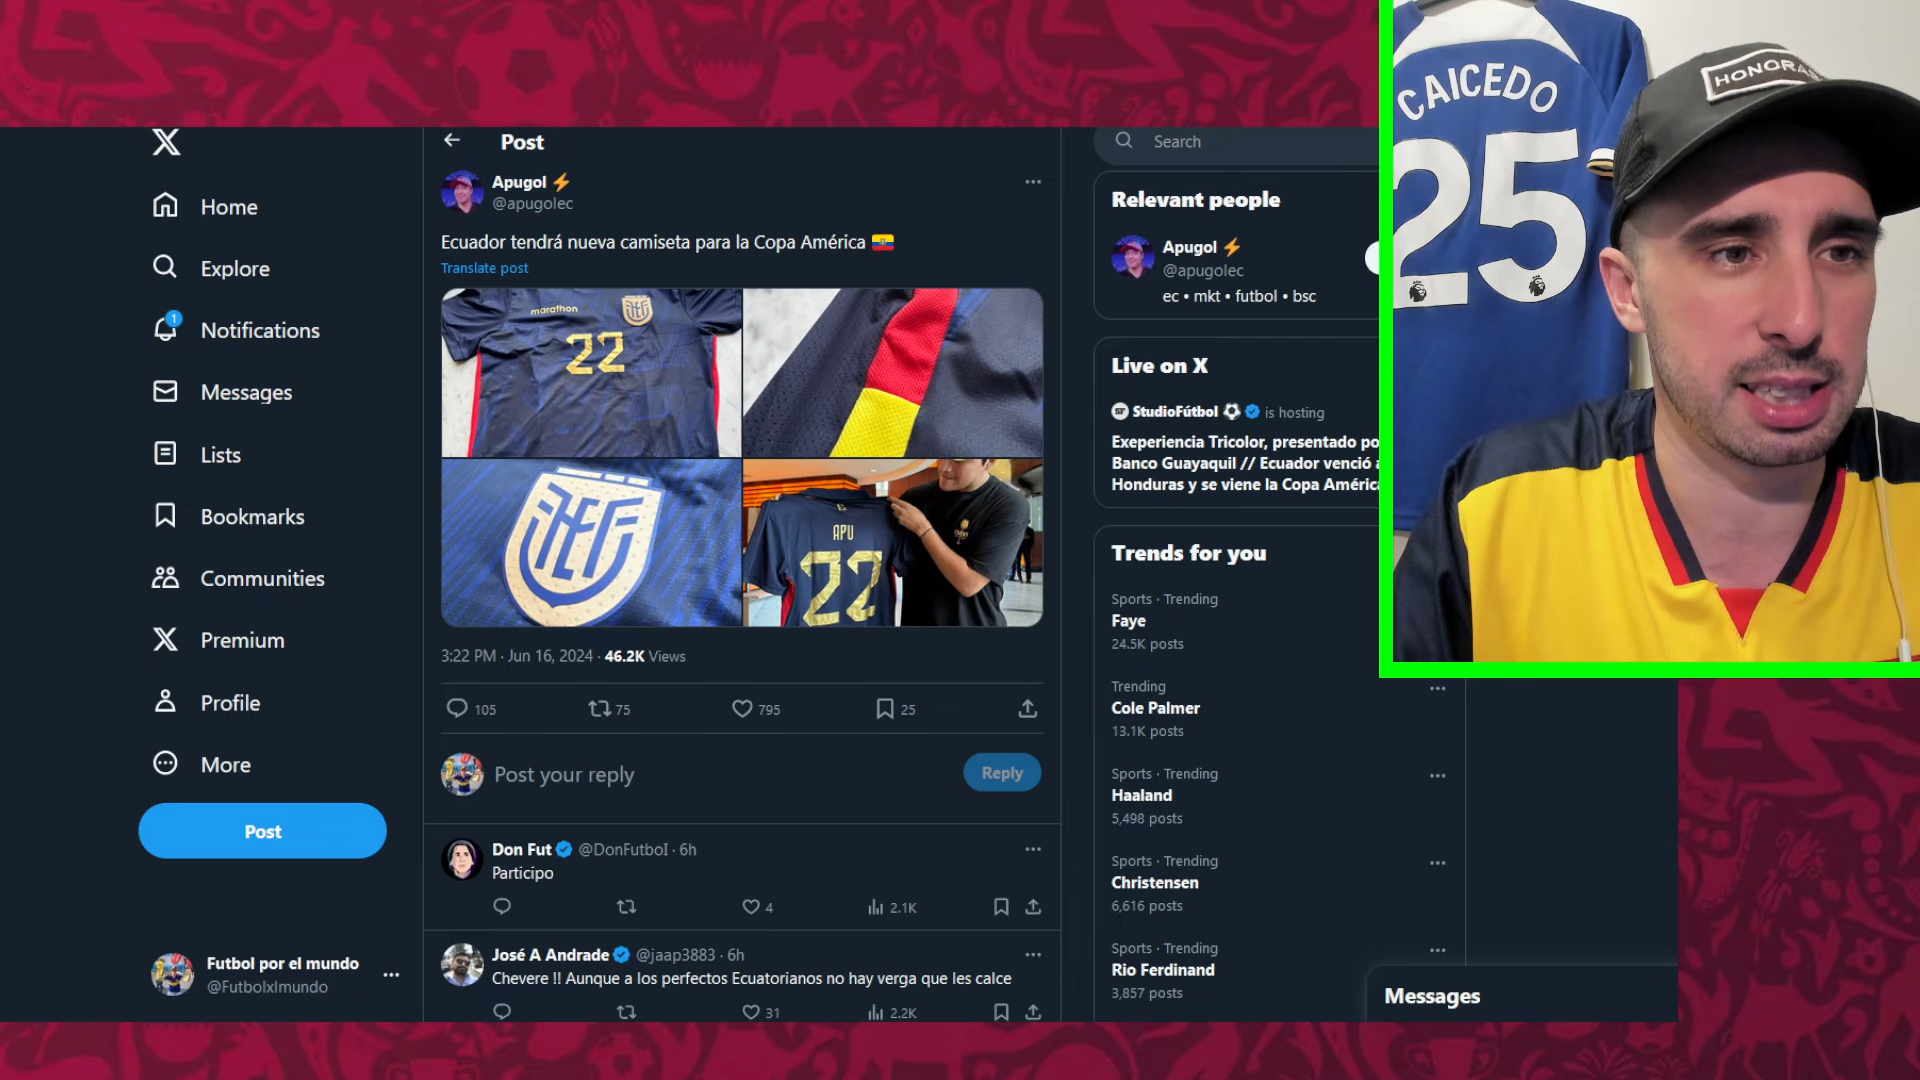 Home
Explore
1
Notifications
Messages
Lists
Bookmarks
Communities
Premium
Profile
More
Post
Futbol por el mundo
@Futbolxlmundo
Post
Apugol
@apugolec
Ecuador tendrá nueva camiseta para la Copa América
Translate post
marathon
22
APU
22
3:22 PM · Jun 16, 2024 · 46.2K Views
105
75
795
25
Post your reply
Reply
Don Fut @DonFutbol · 6h
Participo
4
2.1K
José A Andrade @jaap3883 · 6h
Chevere !! Aunque a los perfectos Ecuatorianos no hay verga que les calce
31
2.2K
Search
Relevant people
Apugol
@apugolec
ec • mkt • futbol • bsc
Live on X
StudioFútbol is hosting
Exeperiencia Tricolor, presentado po
Banco Guayaquil // Ecuador venció a
Honduras y se viene la Copa América
Trends for you
Sports · Trending
Faye
24.5K posts
Trending
Cole Palmer
13.1K posts
Sports · Trending
Haaland
5,498 posts
Sports · Trending
Christensen
6,616 posts
Sports · Trending
Rio Ferdinand
3,857 posts
Messages
CAICEDO
25